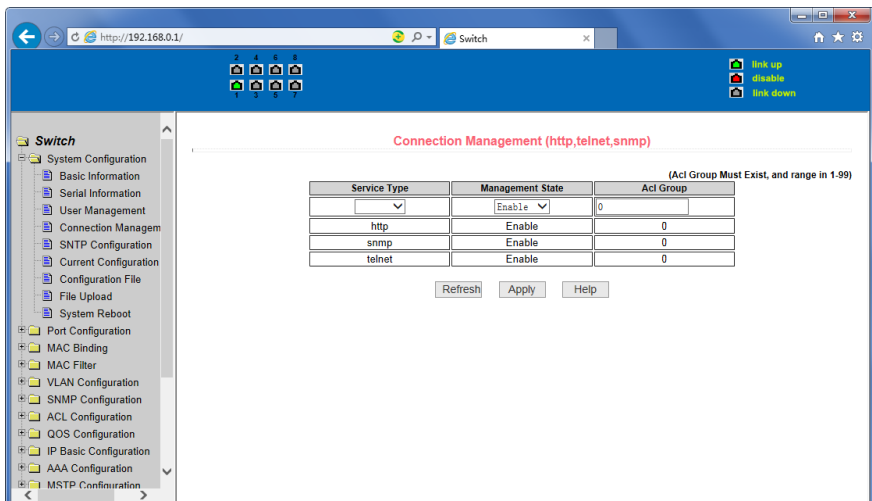 http://192.168.0.1/
Switch
2 4 6 8
1 3 5 7
link up
disable
link down
Switch
System Configuration
Basic Information
Serial Information
User Management
Connection Managem
SNTP Configuration
Current Configuration
Configuration File
File Upload
System Reboot
Port Configuration
MAC Binding
MAC Filter
VLAN Configuration
SNMP Configuration
ACL Configuration
QOS Configuration
IP Basic Configuration
AAA Configuration
MSTP Configuration
Connection Management (http,telnet,snmp)
(Acl Group Must Exist, and range in 1-99)
Service Type Management State Acl Group
Enable 0
http Enable 0
snmp Enable 0
telnet Enable 0
Refresh Apply Help